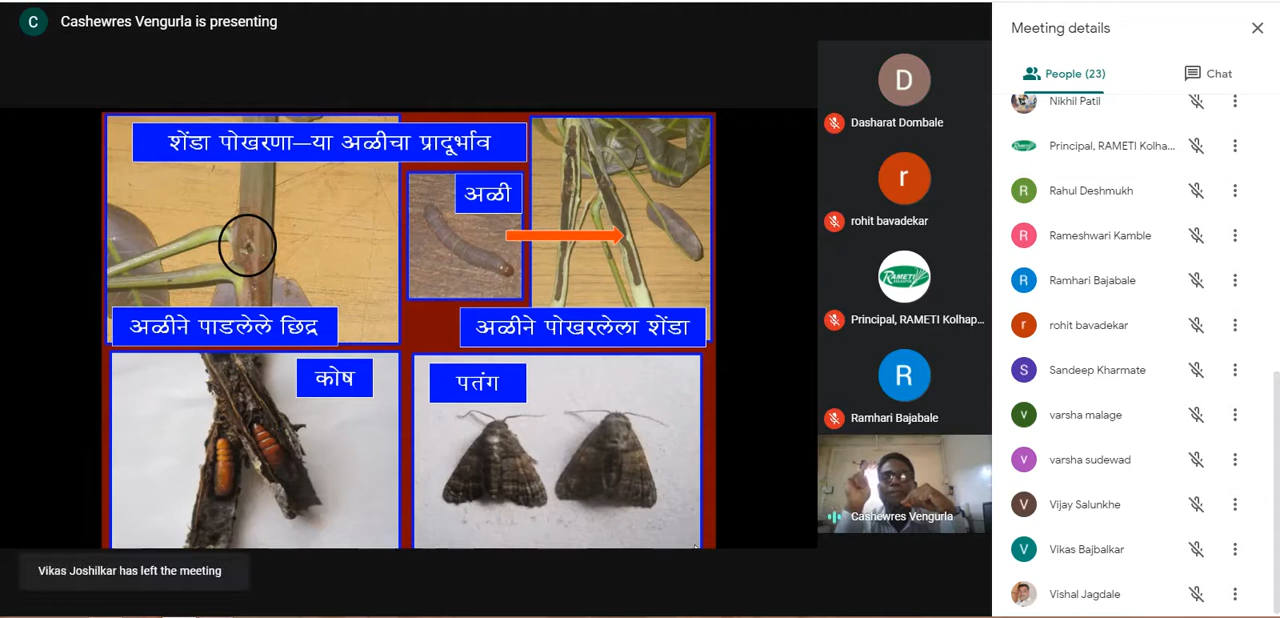 C
Cashewres Vengurla is presenting
शेंडा पोखरणा–या अळीचा प्रादूर्भाव
अळी
अळीने पाडलेले छिद्र
अळीने पोखरलेला शेंडा
कोष
पतंग
Vikas Joshilkar has left the meeting
D
Dasharat Dombale
r
rohit bavadekar
RAMETI
Principal, RAMETI Kolhap...
R
Ramhari Bajabale
Cashewres Vengurla
Meeting details
People (23)
Chat
Nikhil Patil
RAMETI
Principal, RAMETI Kolha...
R
Rahul Deshmukh
R
Rameshwari Kamble
R
Ramhari Bajabale
r
rohit bavadekar
S
Sandeep Kharmate
v
varsha malage
v
varsha sudewad
V
Vijay Salunkhe
V
Vikas Bajbalkar
Vishal Jagdale